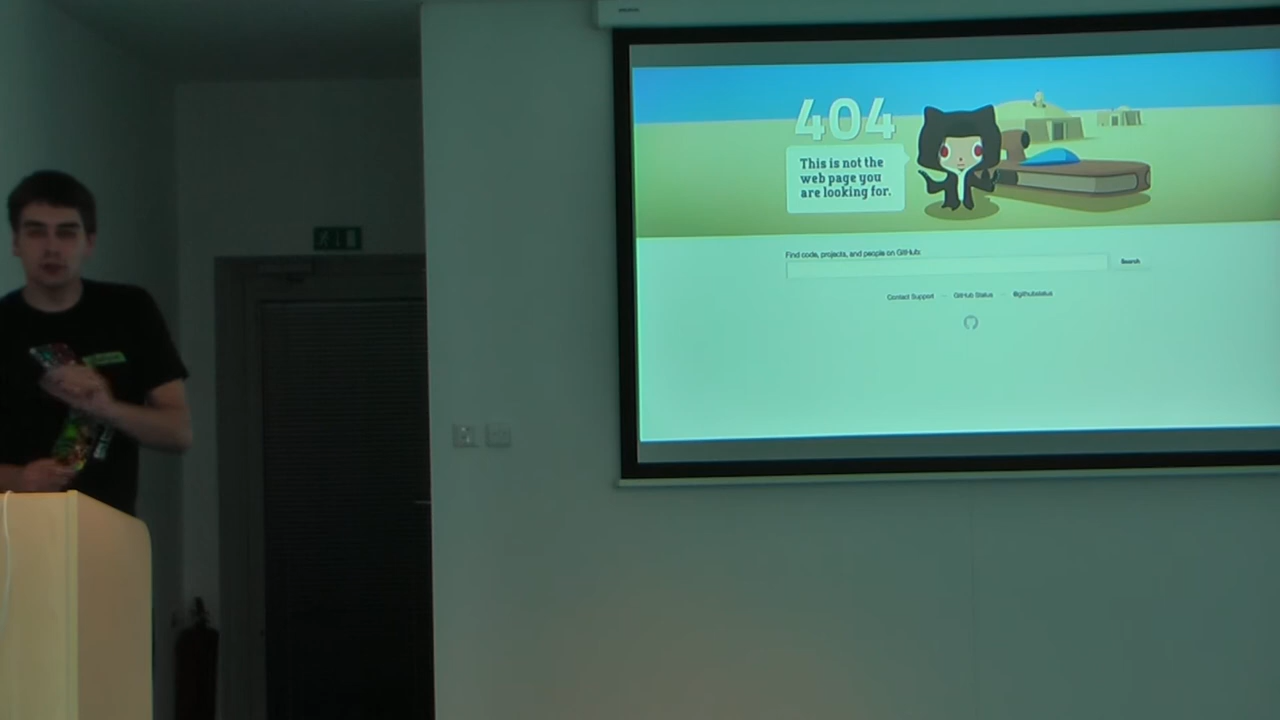 404
This is not the
web page you
are looking for.
Find code, projects, and people on GitHub:
Search
Contact Support — GitHub Status — @githubstatus